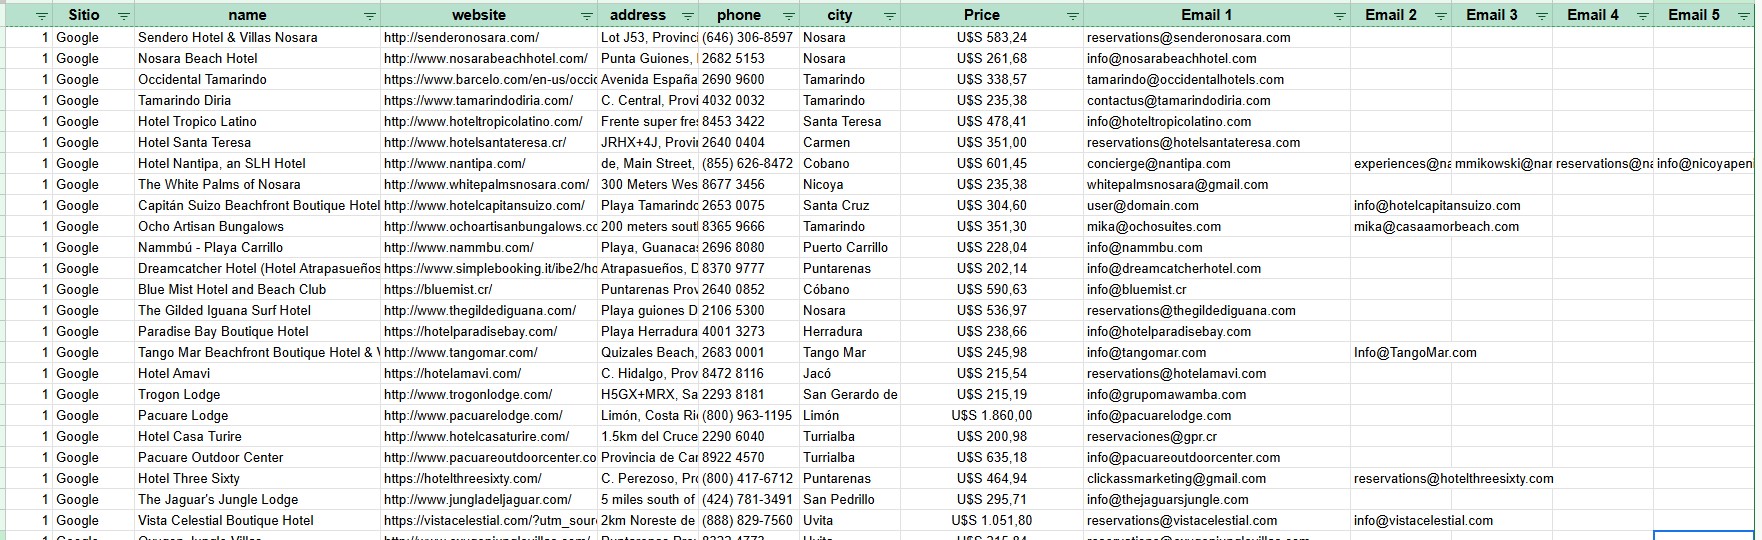 Sitio name website address phone city Price Email 1 Email 2 Email 3 Email 4 Email 5
1 Google Sendero Hotel & Villas Nosara http://senderonosara.com/ Lot J53, Provinc (646) 306-8597 Nosara U$S 583,24 reservations@senderonosara.com
1 Google Nosara Beach Hotel http://www.nosarabeachhotel.com/ Punta Guiones, 2682 5153 Nosara U$S 261,68 info@nosarabeachhotel.com
1 Google Occidental Tamarindo https://www.barcelo.com/en-us/occid Avenida España 2690 9600 Tamarindo U$S 338,57 tamarindo@occidentalhotels.com
1 Google Tamarindo Diria https://www.tamarindodiria.com/ C. Central, Provi 4032 0032 Tamarindo U$S 235,38 contactus@tamarindodiria.com
1 Google Hotel Tropico Latino http://www.hoteltropicolatino.com/ Frente super fre 8453 3422 Santa Teresa U$S 478,41 info@hoteltropicolatino.com
1 Google Hotel Santa Teresa http://www.hotelsantateresa.cr/ JRHX+4J, Provi 2640 0404 Carmen U$S 351,00 reservations@hotelsantateresa.com
1 Google Hotel Nantipa, an SLH Hotel http://www.nantipa.com/ de, Main Street, (855) 626-8472 Cobano U$S 601,45 concierge@nantipa.com experiences@na mmikowski@nan reservations@na info@nicoyapeni
1 Google The White Palms of Nosara http://www.whitepalmsnosara.com/ 300 Meters Wes 8677 3456 Nicoya U$S 235,38 whitepalmsnosara@gmail.com
1 Google Capitán Suizo Beachfront Boutique Hotel http://www.hotelcapitansuizo.com/ Playa Tamarindo 2653 0075 Santa Cruz U$S 304,60 user@domain.com info@hotelcapitansuizo.com
1 Google Ocho Artisan Bungalows http://www.ochoartisanbungalows.co 200 meters sout 8365 9666 Tamarindo U$S 351,30 mika@ochosuites.com mika@casaamorbeach.com
1 Google Nammbú - Playa Carrillo http://www.nammbu.com/ Playa, Guanaca 2696 8080 Puerto Carrillo U$S 228,04 info@nammbu.com
1 Google Dreamcatcher Hotel (Hotel Atrapasueños https://www.simplebooking.it/ibe2/ho Atrapasueños, D 8370 9777 Puntarenas U$S 202,14 info@dreamcatcherhotel.com
1 Google Blue Mist Hotel and Beach Club https://bluemist.cr/ Puntarenas Prov 2640 0852 Cóbano U$S 590,63 info@bluemist.cr
1 Google The Gilded Iguana Surf Hotel http://www.thegildediguana.com/ Playa guiones D 2106 5300 Nosara U$S 536,97 reservations@thegildediguana.com
1 Google Paradise Bay Boutique Hotel https://hotelparadisebay.com/ Playa Herradura 4001 3273 Herradura U$S 238,66 info@hotelparadisebay.com
1 Google Tango Mar Beachfront Boutique Hotel & V http://www.tangomar.com/ Quizales Beach, 2683 0001 Tango Mar U$S 245,98 info@tangomar.com Info@TangoMar.com
1 Google Hotel Amavi https://hotelamavi.com/ C. Hidalgo, Prov 8472 8116 Jacó U$S 215,54 reservations@hotelamavi.com
1 Google Trogon Lodge http://www.trogonlodge.com/ H5GX+MRX, Sa 2293 8181 San Gerardo de U$S 215,19 info@grupomawamba.com
1 Google Pacuare Lodge http://www.pacuarelodge.com/ Limón, Costa Ri (800) 963-1195 Limón U$S 1.860,00 info@pacuarelodge.com
1 Google Hotel Casa Turire http://www.hotelcasaturire.com/ 1.5km del Cruce 2290 6040 Turrialba U$S 200,98 reservaciones@gpr.cr
1 Google Pacuare Outdoor Center http://www.pacuareoutdoorcenter.co Provincia de Car 8922 4570 Turrialba U$S 635,18 info@pacuareoutdoorcenter.com
1 Google Hotel Three Sixty https://hotelthreesixty.com/ C. Perezoso, Pro (800) 417-6712 Puntarenas U$S 464,94 clickassmarketing@gmail.com reservations@hotelthreesixty.com
1 Google The Jaguar's Jungle Lodge http://www.jungladeljaguar.com/ 5 miles south of (424) 781-3491 San Pedrillo U$S 295,71 info@thejaguarsjungle.com
1 Google Vista Celestial Boutique Hotel https://vistacelestial.com/?utm_sour 2km Noreste de (888) 829-7560 Uvita U$S 1.051,80 reservations@vistacelestial.com info@vistacelestial.com